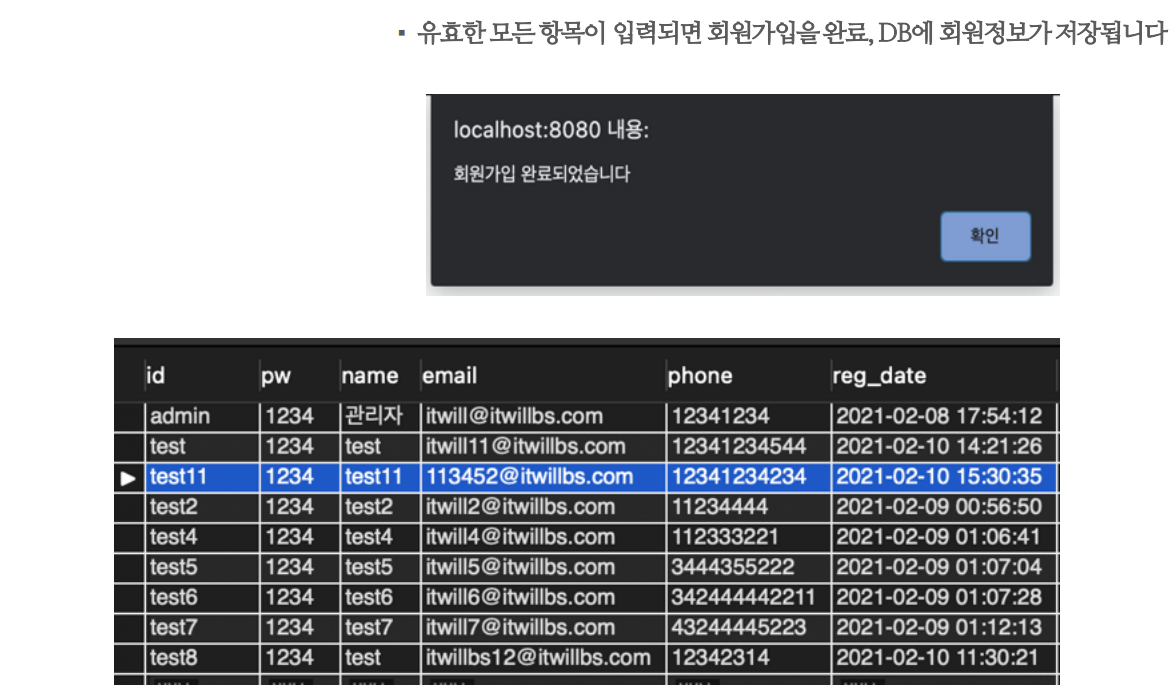 ▪ 유효한 모든 항목이 입력되면 회원가입을 완료, DB에 회원정보가 저장됩니다
localhost:8080 내용:
회원가입 완료되었습니다
확인
id pw name email phone reg_date
admin 1234 관리자 itwill@itwillbs.com 12341234 2021-02-08 17:54:12
test 1234 test itwill11@itwillbs.com 12341234544 2021-02-10 14:21:26
test11 1234 test11 113452@itwillbs.com 12341234234 2021-02-10 15:30:35
test2 1234 test2 itwill2@itwillbs.com 11234444 2021-02-09 00:56:50
test4 1234 test4 itwill4@itwillbs.com 112333221 2021-02-09 01:06:41
test5 1234 test5 itwill5@itwillbs.com 3444355222 2021-02-09 01:07:04
test6 1234 test6 itwill6@itwillbs.com 342444442211 2021-02-09 01:07:28
test7 1234 test7 itwill7@itwillbs.com 43244445223 2021-02-09 01:12:13
test8 1234 test itwillbs12@itwillbs.com 12342314 2021-02-10 11:30:21